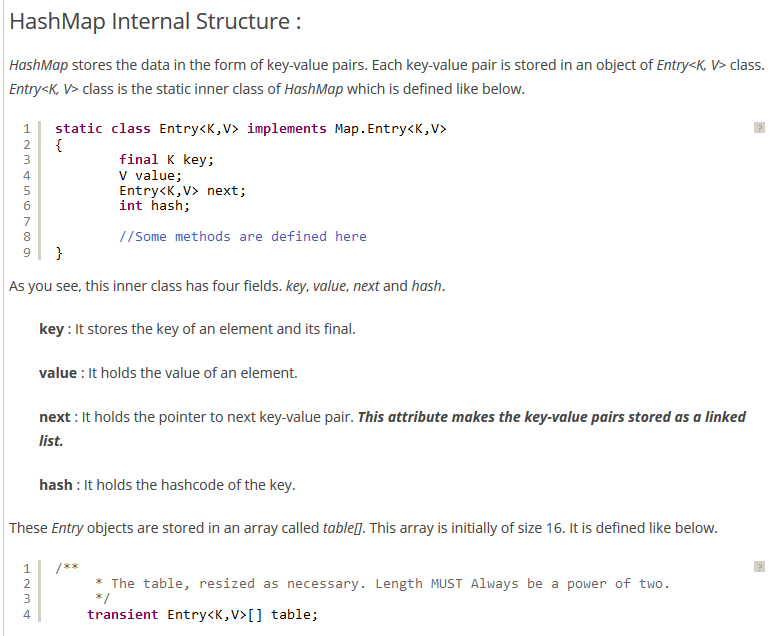 HashMap Internal Structure :
HashMap stores the data in the form of key-value pairs. Each key-value pair is stored in an object of Entry<K, V> class.
Entry<K, V> class is the static inner class of HashMap which is defined like below.
1 static class Entry<K,V> implements Map.Entry<K,V>
?
2 {
3 final K key;
4 V value;
5 Entry<K,V> next;
6 int hash;
7
8 //Some methods are defined here
9 }
As you see, this inner class has four fields. key, value, next and hash.
key : It stores the key of an element and its final.
value : It holds the value of an element.
next : It holds the pointer to next key-value pair. This attribute makes the key-value pairs stored as a linked
list.
hash : It holds the hashcode of the key.
These Entry objects are stored in an array called table[]. This array is initially of size 16. It is defined like below.
1 /**
?
2 * The table, resized as necessary. Length MUST Always be a power of two.
3 */
4 transient Entry<K,V>[] table;